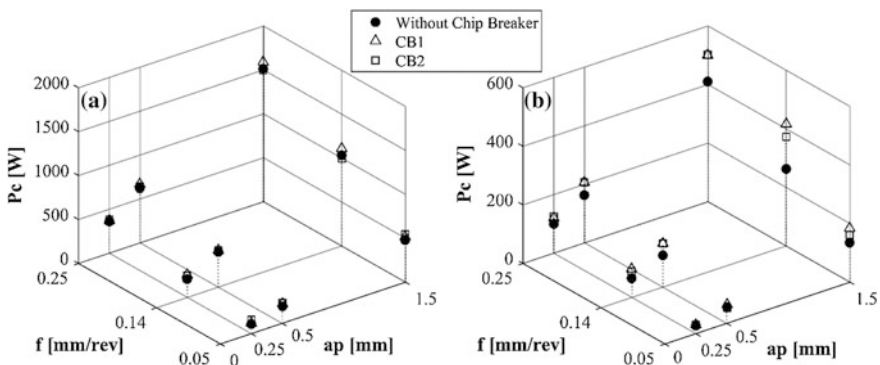 Without Chip Breaker
CB1
CB2
(a)
Pc [W]
2000
1500
1000
500
0
0.25
0.14
0.05
f [mm/rev]
0
0.25
0.5
1.5
ap [mm]
(b)
Pc [W]
600
400
200
0
0.25
0.14
0.05
f [mm/rev]
0
0.25
0.5
1.5
ap [mm]